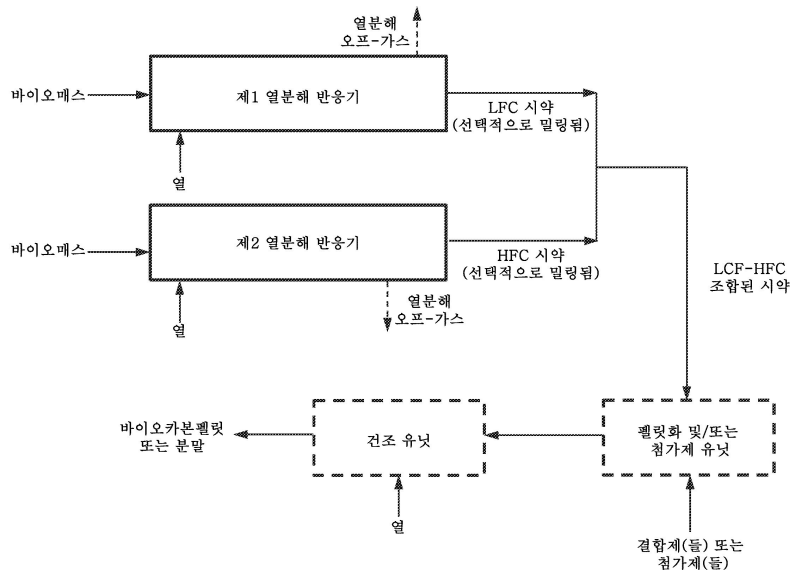 열분해
오프-가스
바이오매스
제1 열분해 반응기
LFC 시약
(선택적으로 밀링됨)
열
바이오매스
제2 열분해 반응기
HFC 시약
(선택적으로 밀링됨)
LCF-HFC
조합된 시약
열
열분해
오프-가스
바이오카본펠릿
또는 분말
건조 유닛
펠릿화 및/또는
첨가제 유닛
열
결합제(들) 또는
첨가제(들)